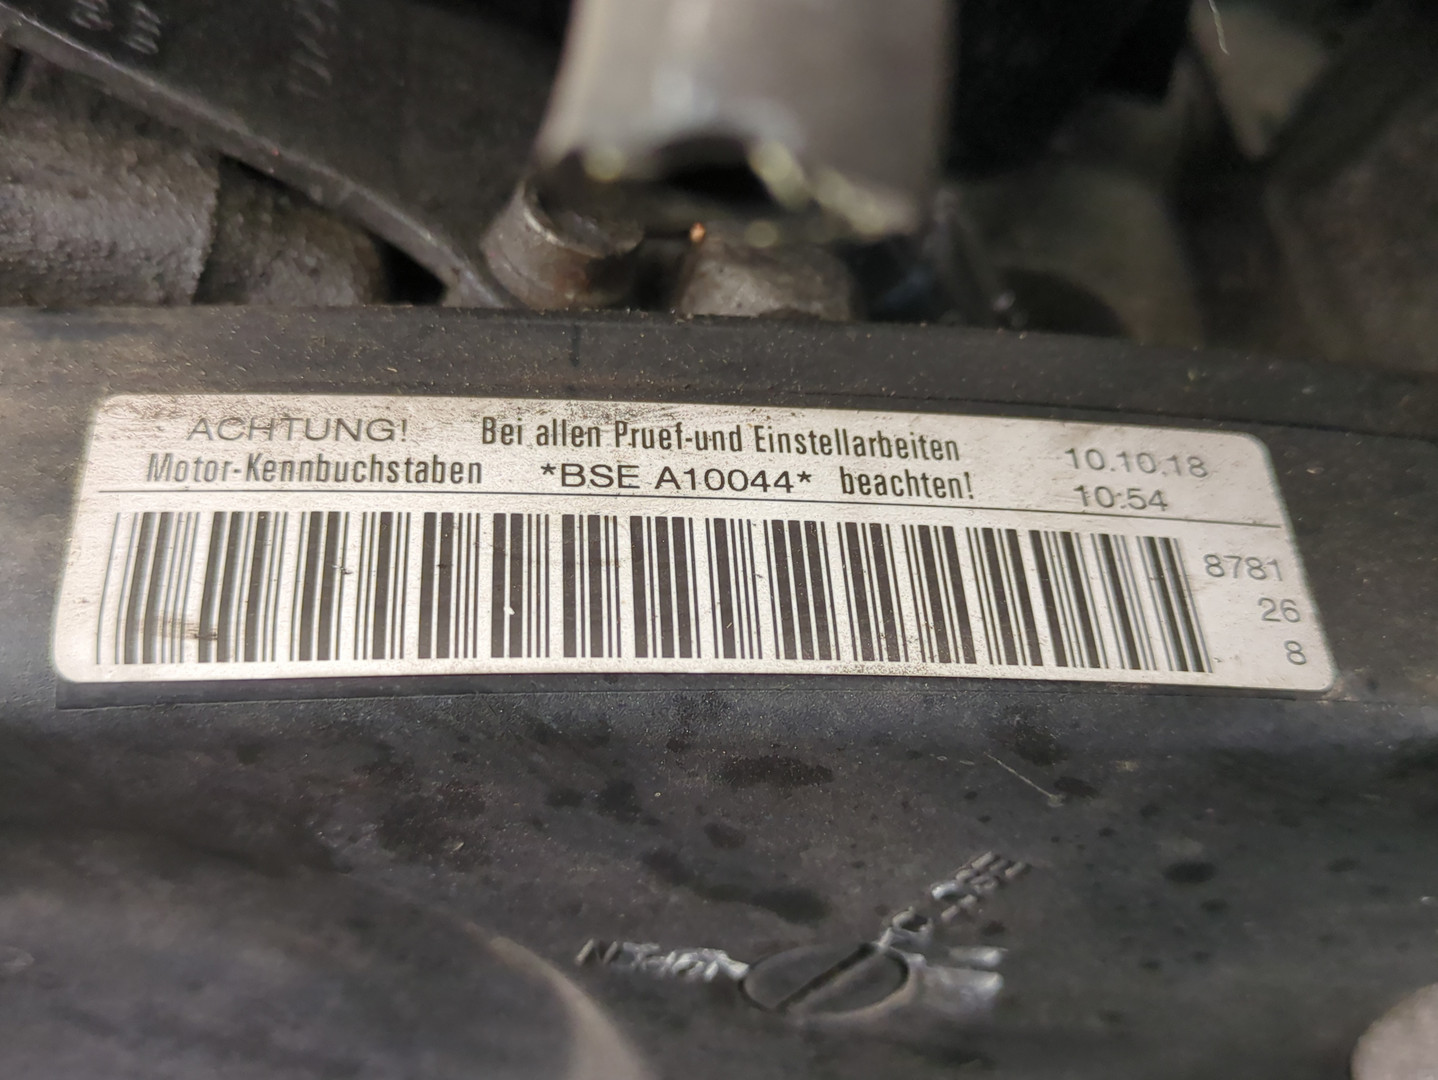 ACHTUNG! Bei allen Pruef-und Einstellarbeiten
Motor-Kennbuchstaben *BSE A10044* beachten!
10.10.18
10:54
8781
26
8